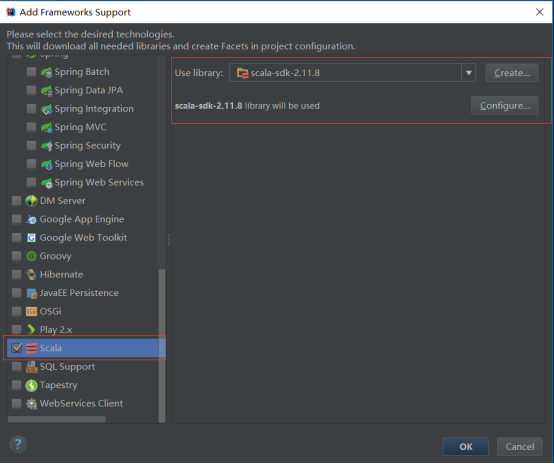 Add Frameworks Support
Please select the desired technologies.
This will download all needed libraries and create Facets in project configuration.
Spring
Spring Batch
Spring Data JPA
Spring Integration
Spring MVC
Spring Security
Spring Web Flow
Spring Web Services
DM Server
Google App Engine
Google Web Toolkit
Groovy
Hibernate
JavaEE Persistence
OSGi
Play 2.x
Scala
SQL Support
Tapestry
WebServices Client
Use library: scala-sdk-2.11.8 Create...
scala-sdk-2.11.8 library will be used Configure...
? OK Cancel